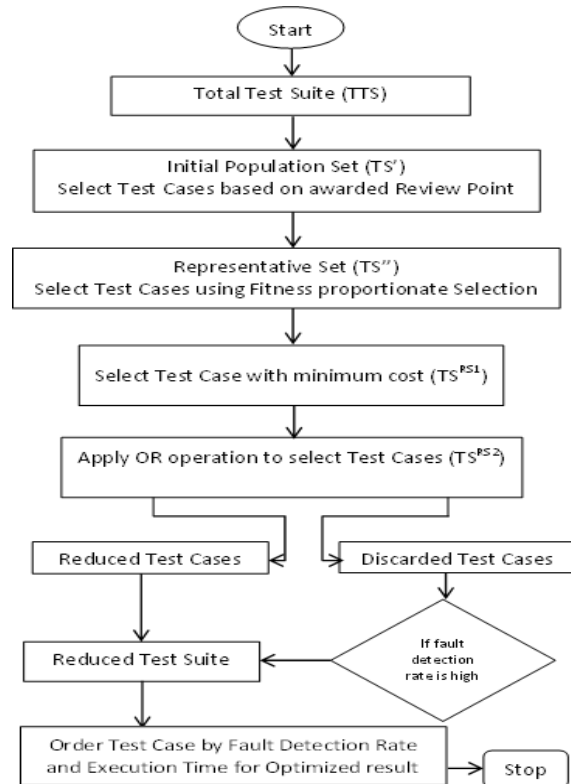 Start
Total Test Suite (TTS)
Initial Population Set (TS')
Select Test Cases based on awarded Review Point
Representative Set (TS'')
Select Test Cases using Fitness proportionate Selection
Select Test Case with minimum cost (TS^RS1)
Apply OR operation to select Test Cases (TS^RS2)
Reduced Test Cases
Discarded Test Cases
If fault
detection
rate is high
Reduced Test Suite
Order Test Case by Fault Detection Rate
and Execution Time for Optimized result
Stop